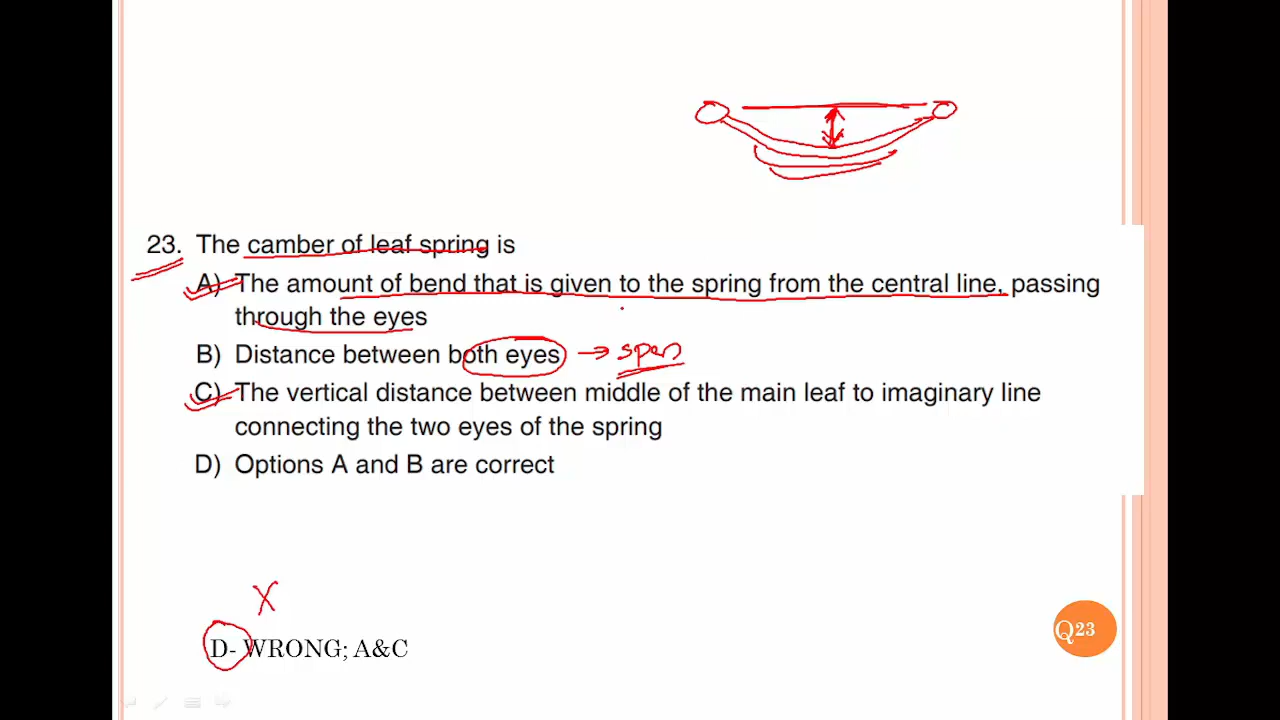 23. The camber of leaf spring is
A) The amount of bend that is given to the spring from the central line, passing
through the eyes
B) Distance between both eyes → span
C) The vertical distance between middle of the main leaf to imaginary line
connecting the two eyes of the spring
D) Options A and B are correct
X
D- WRONG; A&C
Q23